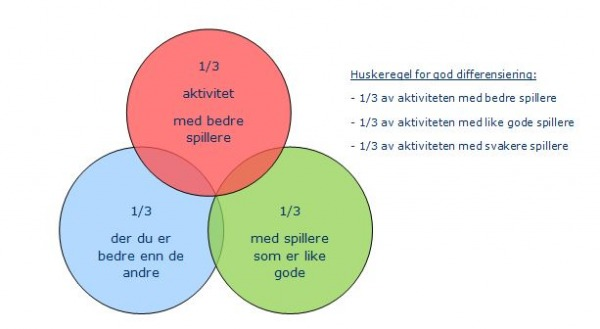 1/3
aktivitet
med bedre
spillere
Huskeregel for god differensiering:
- 1/3 av aktiviteten med bedre spillere
- 1/3 av aktiviteten med like gode spillere
- 1/3 av aktiviteten med svakere spillere
1/3
der du er
bedre enn de
andre
1/3
med spillere
som er like
gode